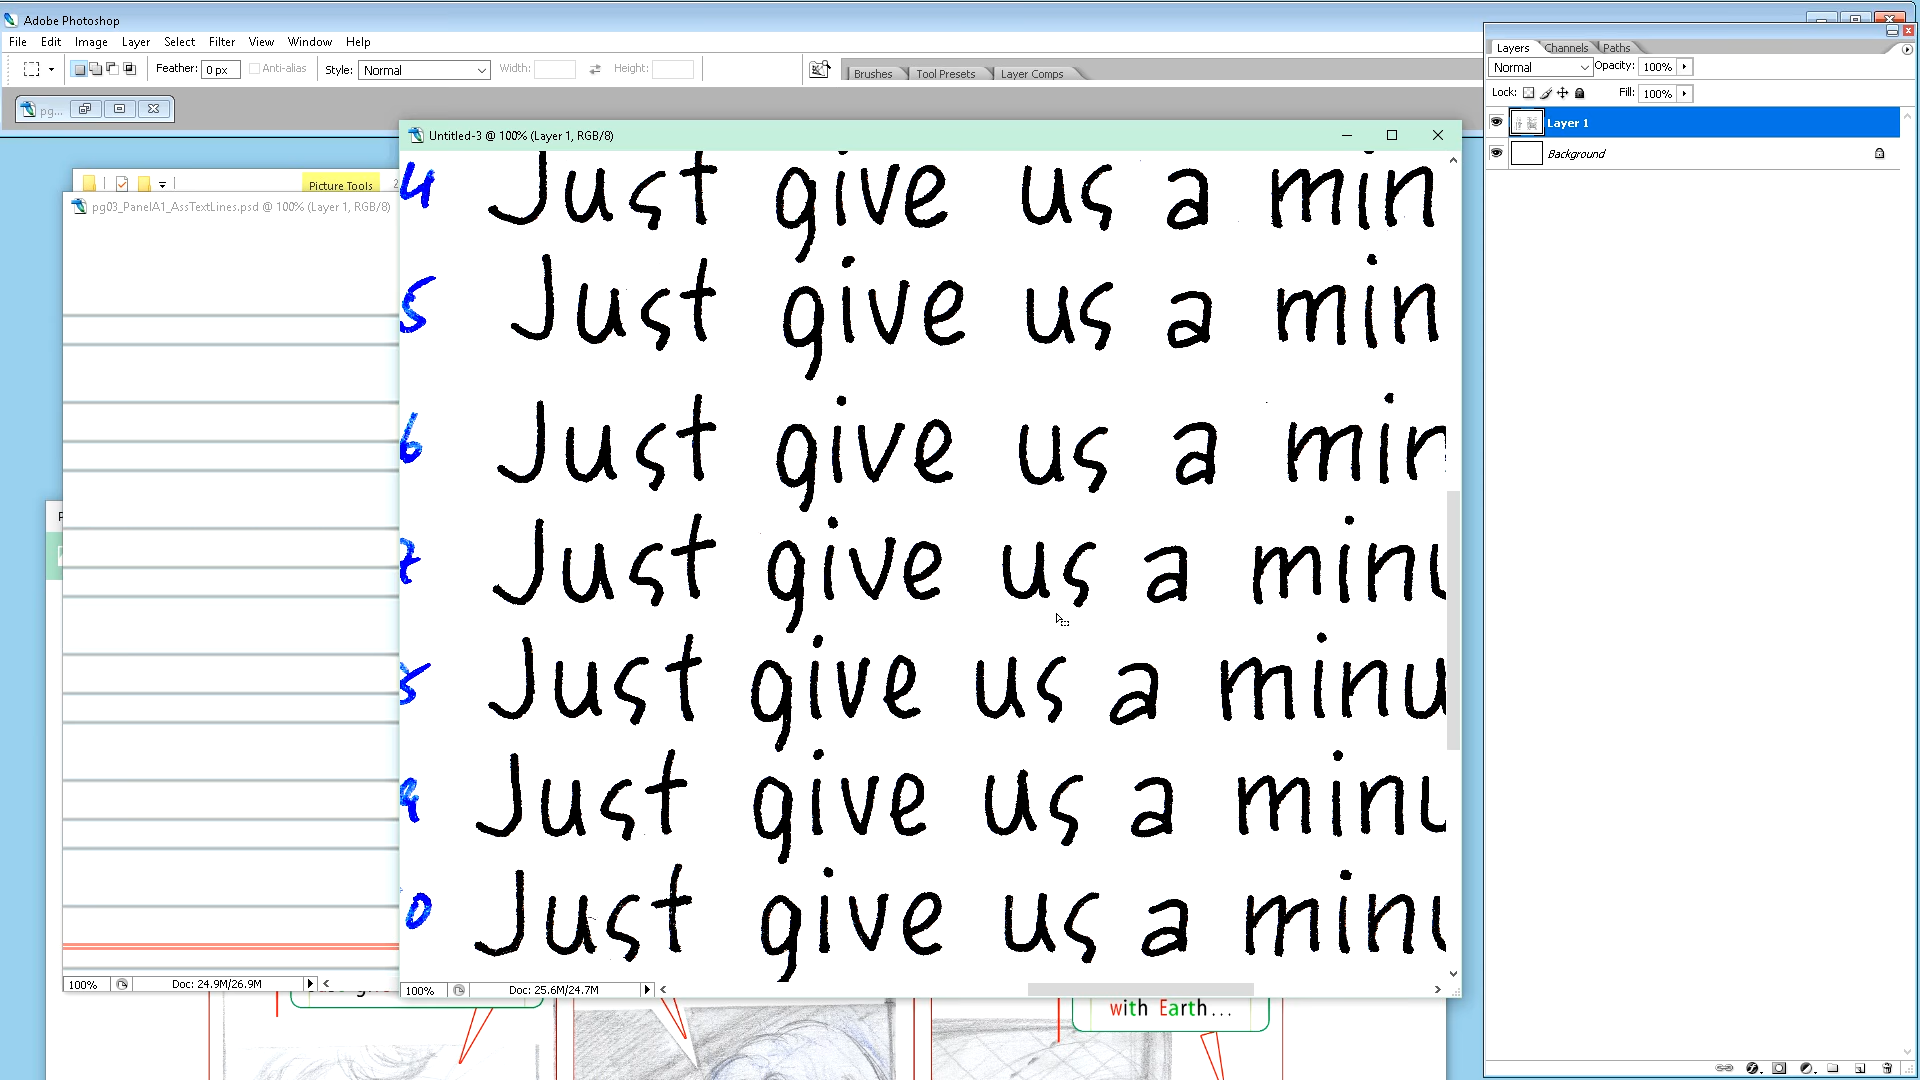 Adobe Photoshop
File Edit Image Layer Select Filter View Window Help
Feather: 0 px Anti-alias Style: Normal Width: Height: Brushes Tool Presets Layer Comps
pg...
Layers Channels Paths
Normal Opacity: 100%
Lock: Fill: 100%
Layer 1
Background
Picture Tools
pg03_PanelA1_AssTextLines.psd @ 100% (Layer 1, RGB/8)
Untitled-3 @ 100% (Layer 1, RGB/8)
4 Just give us a min
5 Just give us a min
6 Just give us a min
7 Just give us a minu
8 Just give us a minu
9 Just give us a minu
0 Just give us a minu
100% Doc: 24.9M/26.9M
100% Doc: 25.6M/24.7M
with Earth...